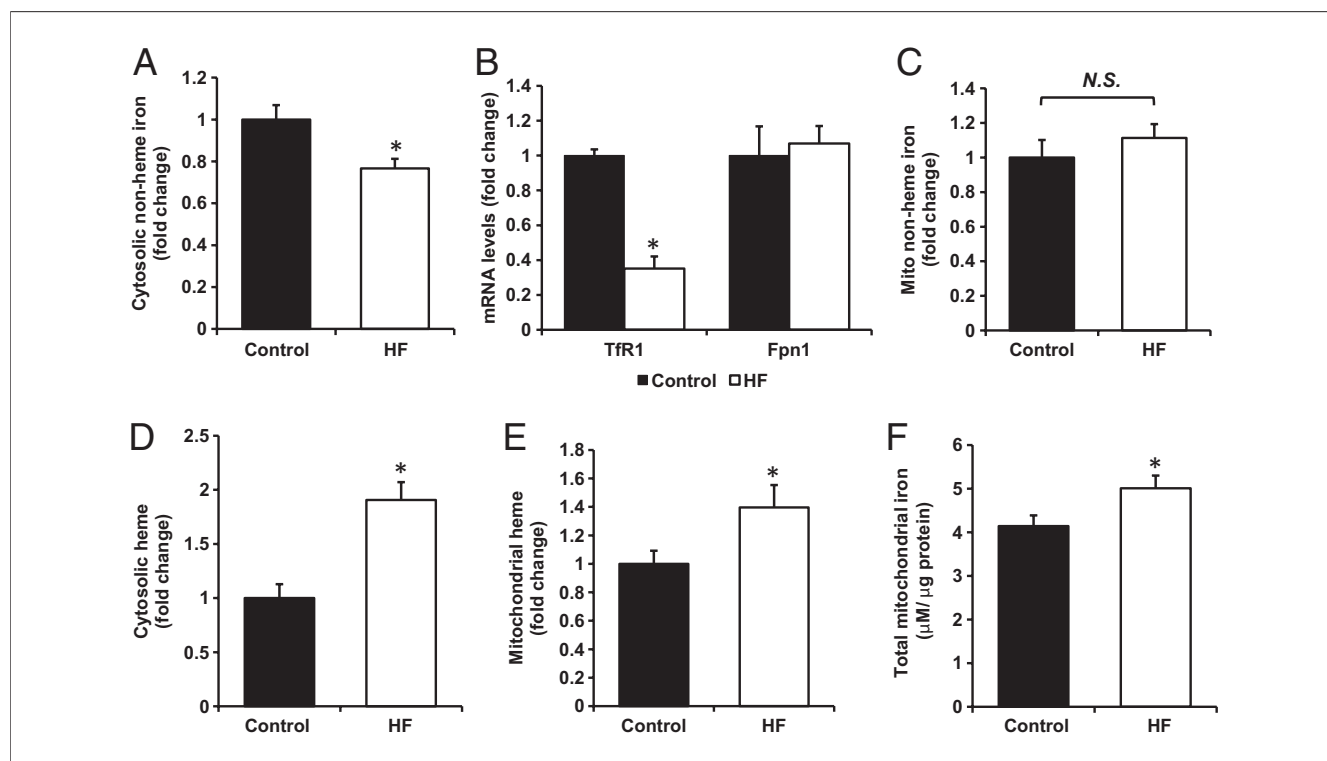 A
Cytosolic non-heme iron
(fold change)
1.2
1
0.8
0.6
0.4
0.2
0
*
Control HF
B
mRNA levels (fold change)
1.4
1.2
1
0.8
0.6
0.4
0.2
0
*
TfR1 Fpn1
Control HF
C
Mito non-heme iron
(fold change)
1.4
1.2
1
0.8
0.6
0.4
0.2
0
N.S.
Control HF
D
Cytosolic heme
(fold change)
2.5
2
1.5
1
0.5
0
*
Control HF
E
Mitochondrial heme
(fold change)
1.8
1.6
1.4
1.2
1
0.8
0.6
0.4
0.2
0
*
Control HF
F
Total mitochondrial iron
(μM/ μg protein)
6
5
4
3
2
1
0
*
Control HF